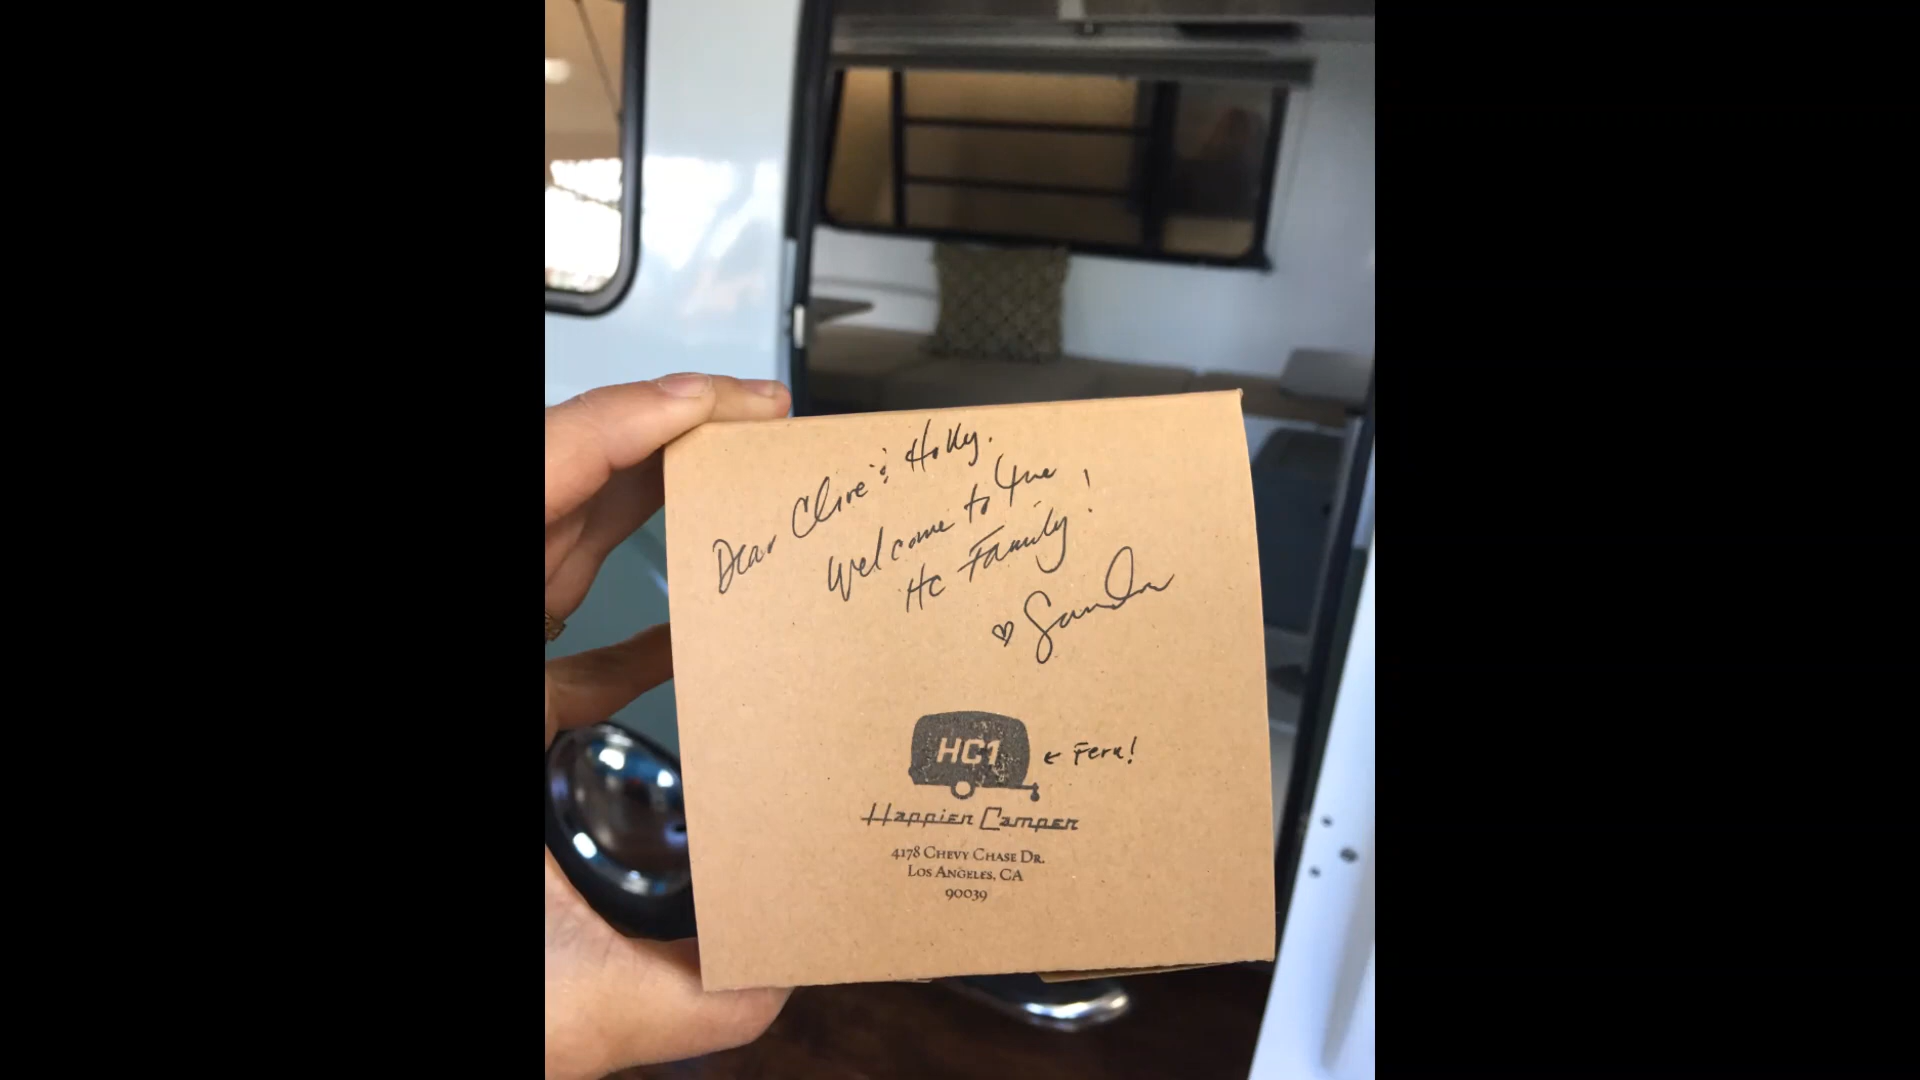 Dear Clive & Holly.
Welcome to the
HC Family!
♡ Sandra
HC1 ← Fern!
Happier Camper
4178 Chevy Chase Dr.
Los Angeles, CA
90039